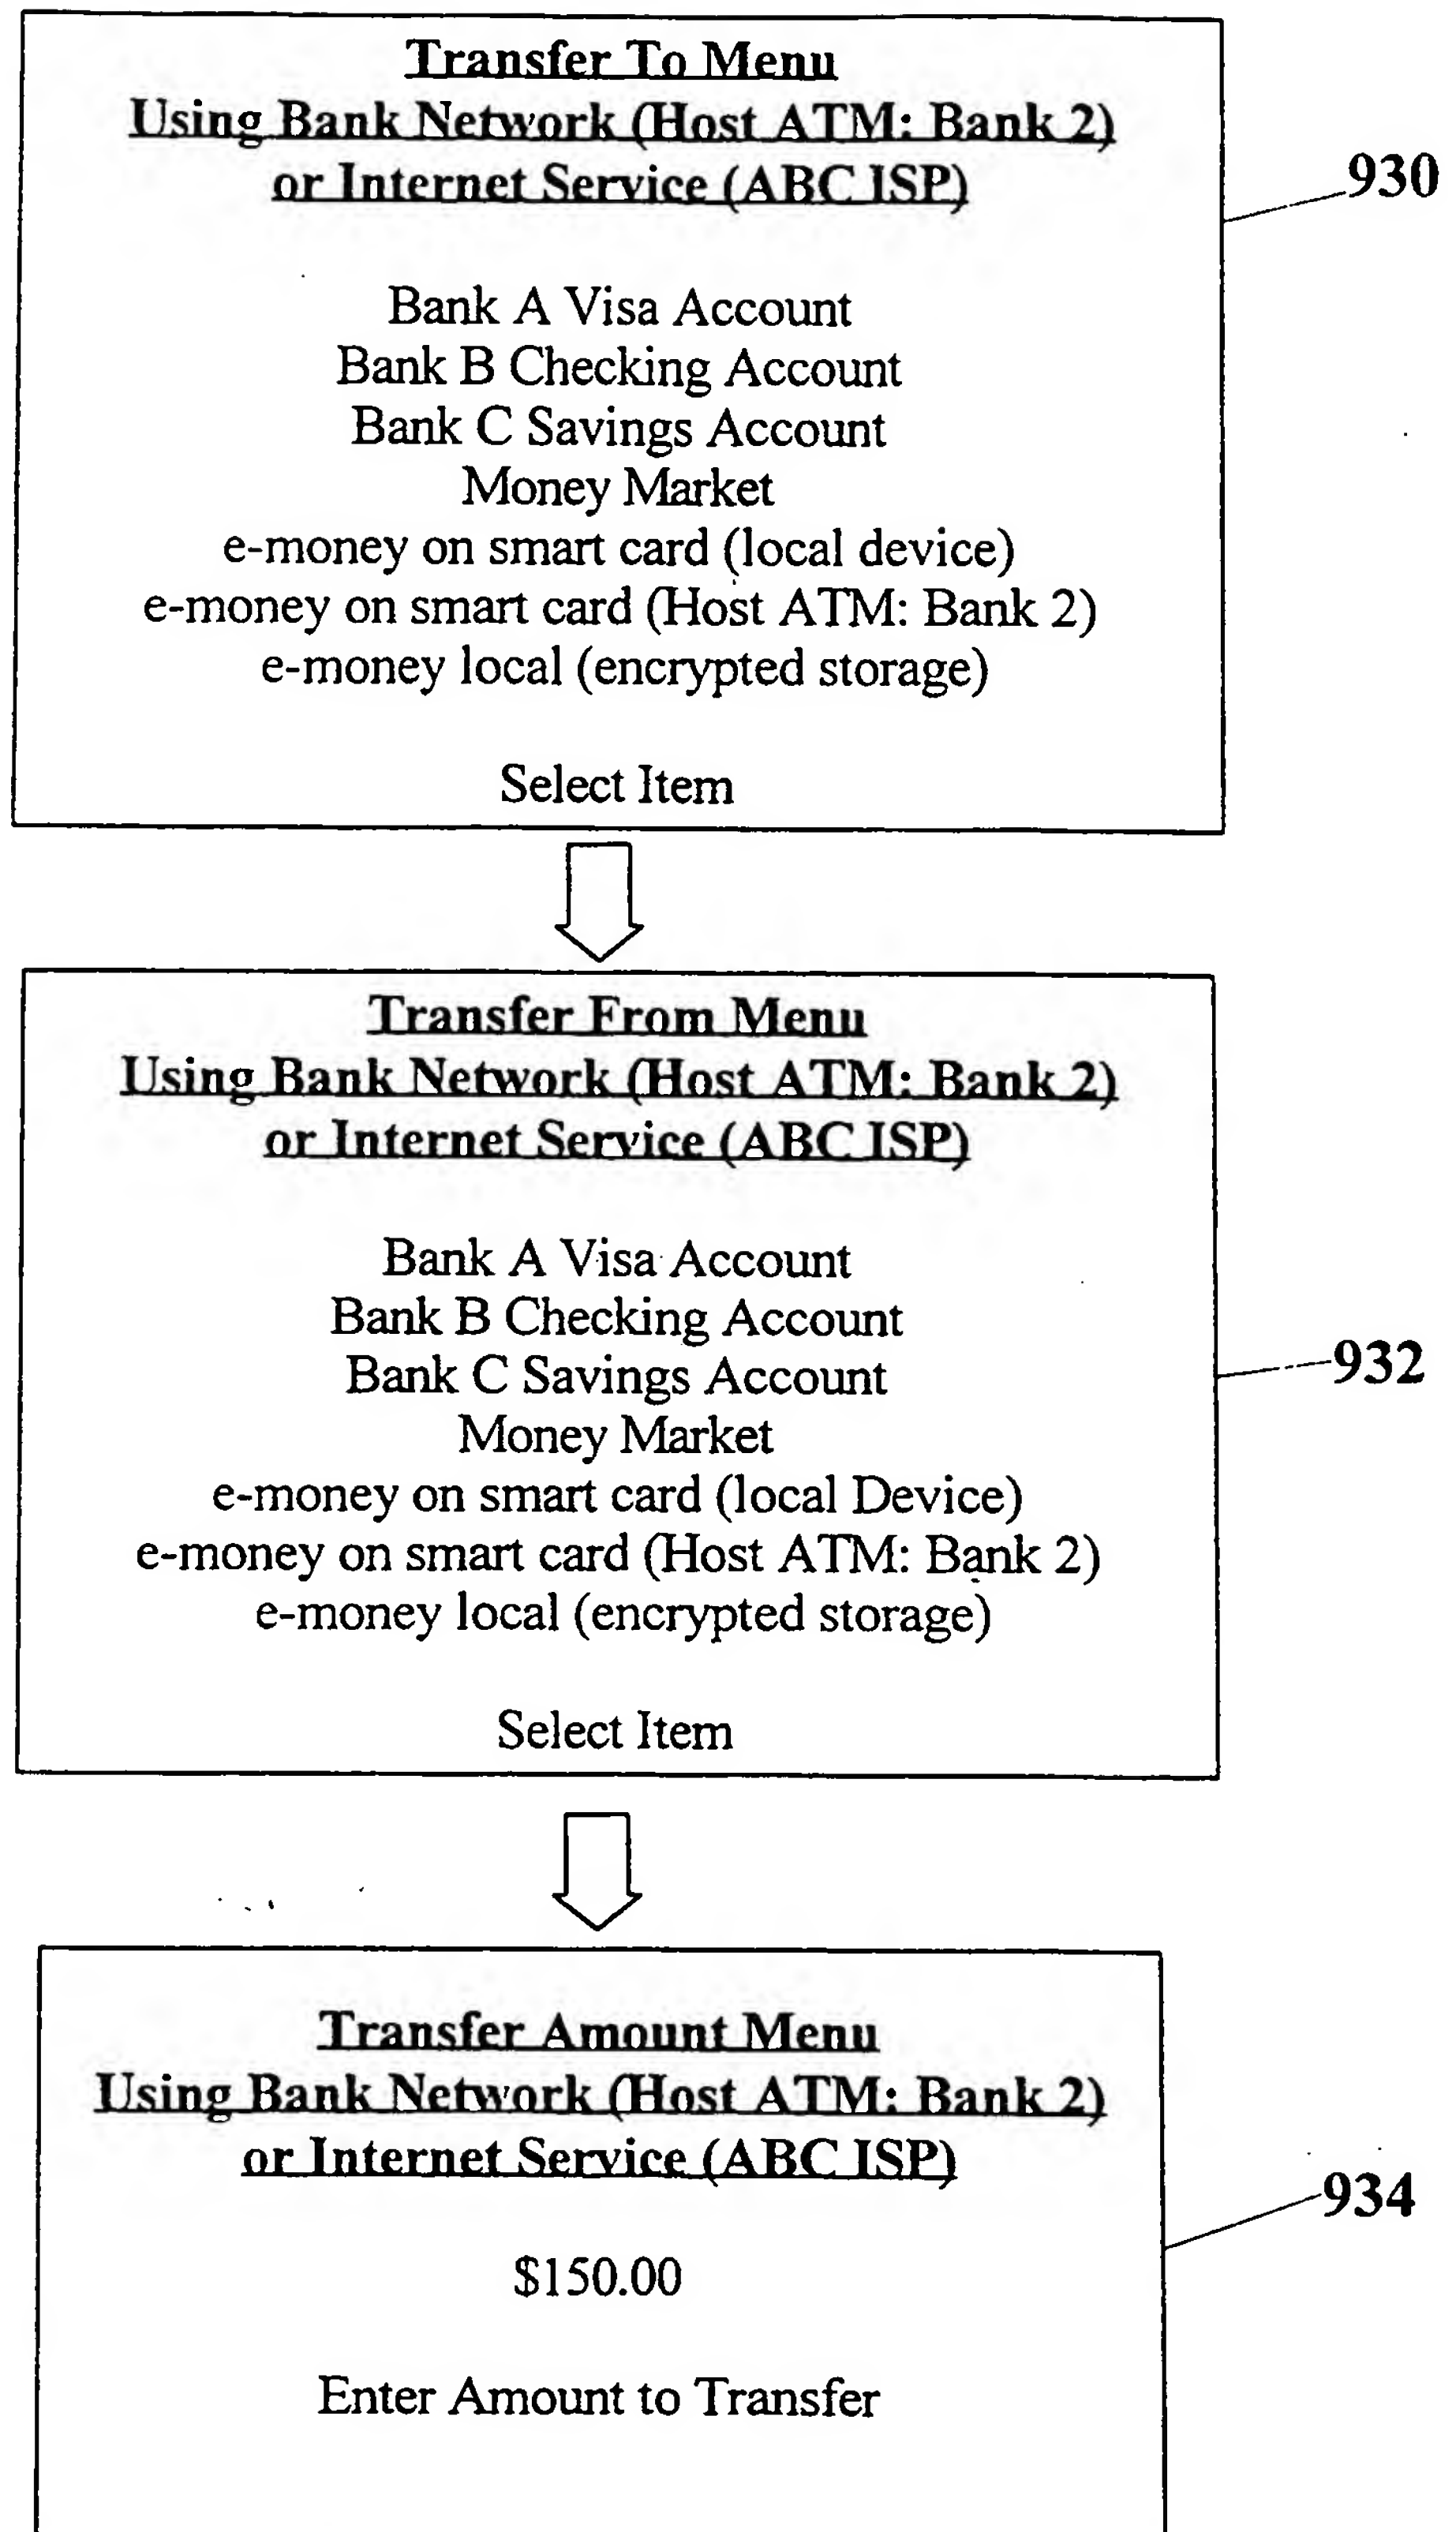 Transfer To Menu
Using Bank Network (Host ATM: Bank 2)
or Internet Service (ABC ISP)
930
Bank A Visa Account
Bank B Checking Account
Bank C Savings Account
Money Market
e-money on smart card (local device)
e-money on smart card (Host ATM: Bank 2)
e-money local (encrypted storage)
Select Item
Transfer From Menu
Using Bank Network (Host ATM: Bank 2)
or Internet Service (ABC ISP)
Bank A Visa Account
Bank B Checking Account
Bank C Savings Account
932
Money Market
e-money on smart card (local Device)
e-money on smart card (Host ATM: Bank 2)
e-money local (encrypted storage)
Select Item
Transfer Amount Menu
Using Bank Network (Host ATM: Bank 2)
or Internet Service (ABC ISP)
934
$150.00
Enter Amount to Transfer